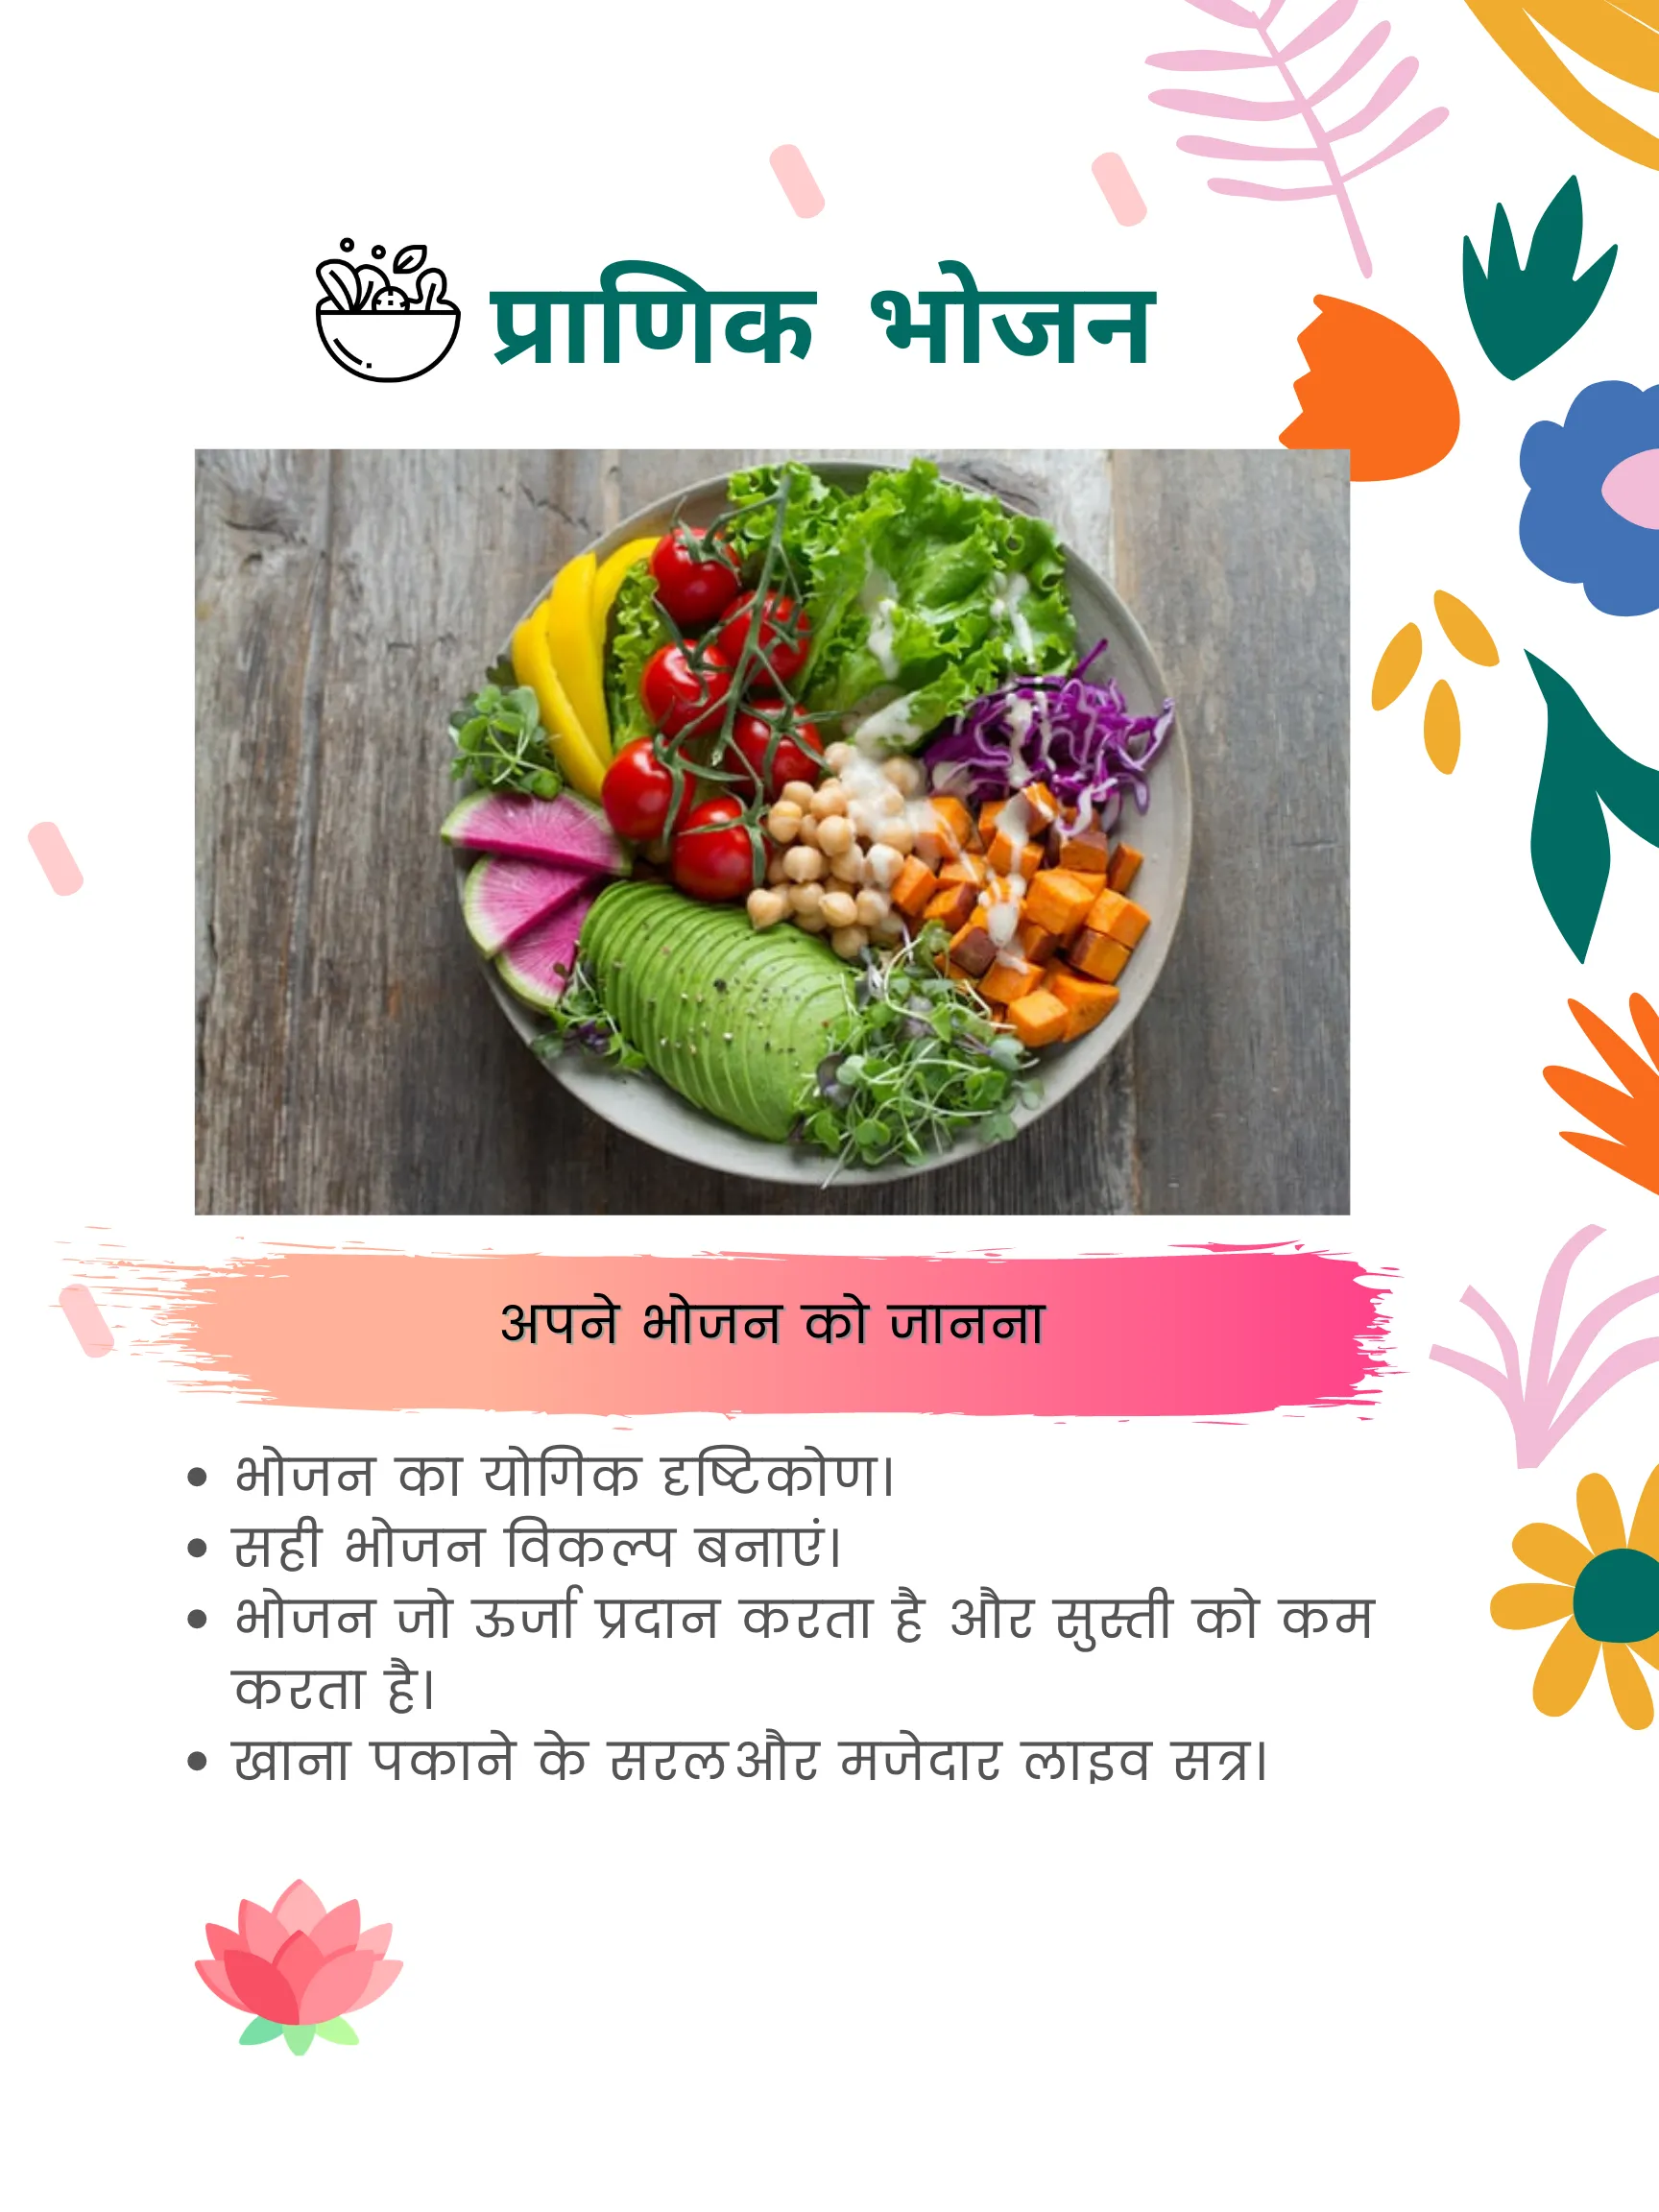 प्राणिक भोजन
अपने भोजन को जानना
भोजन का योगिक दृष्टिकोण।
सही भोजन विकल्प बनाएं।
भोजन जो ऊर्जा प्रदान करता है और सुस्ती को कम
करता है।
खाना पकाने के सरलऔर मजेदार लाइव सत्र।